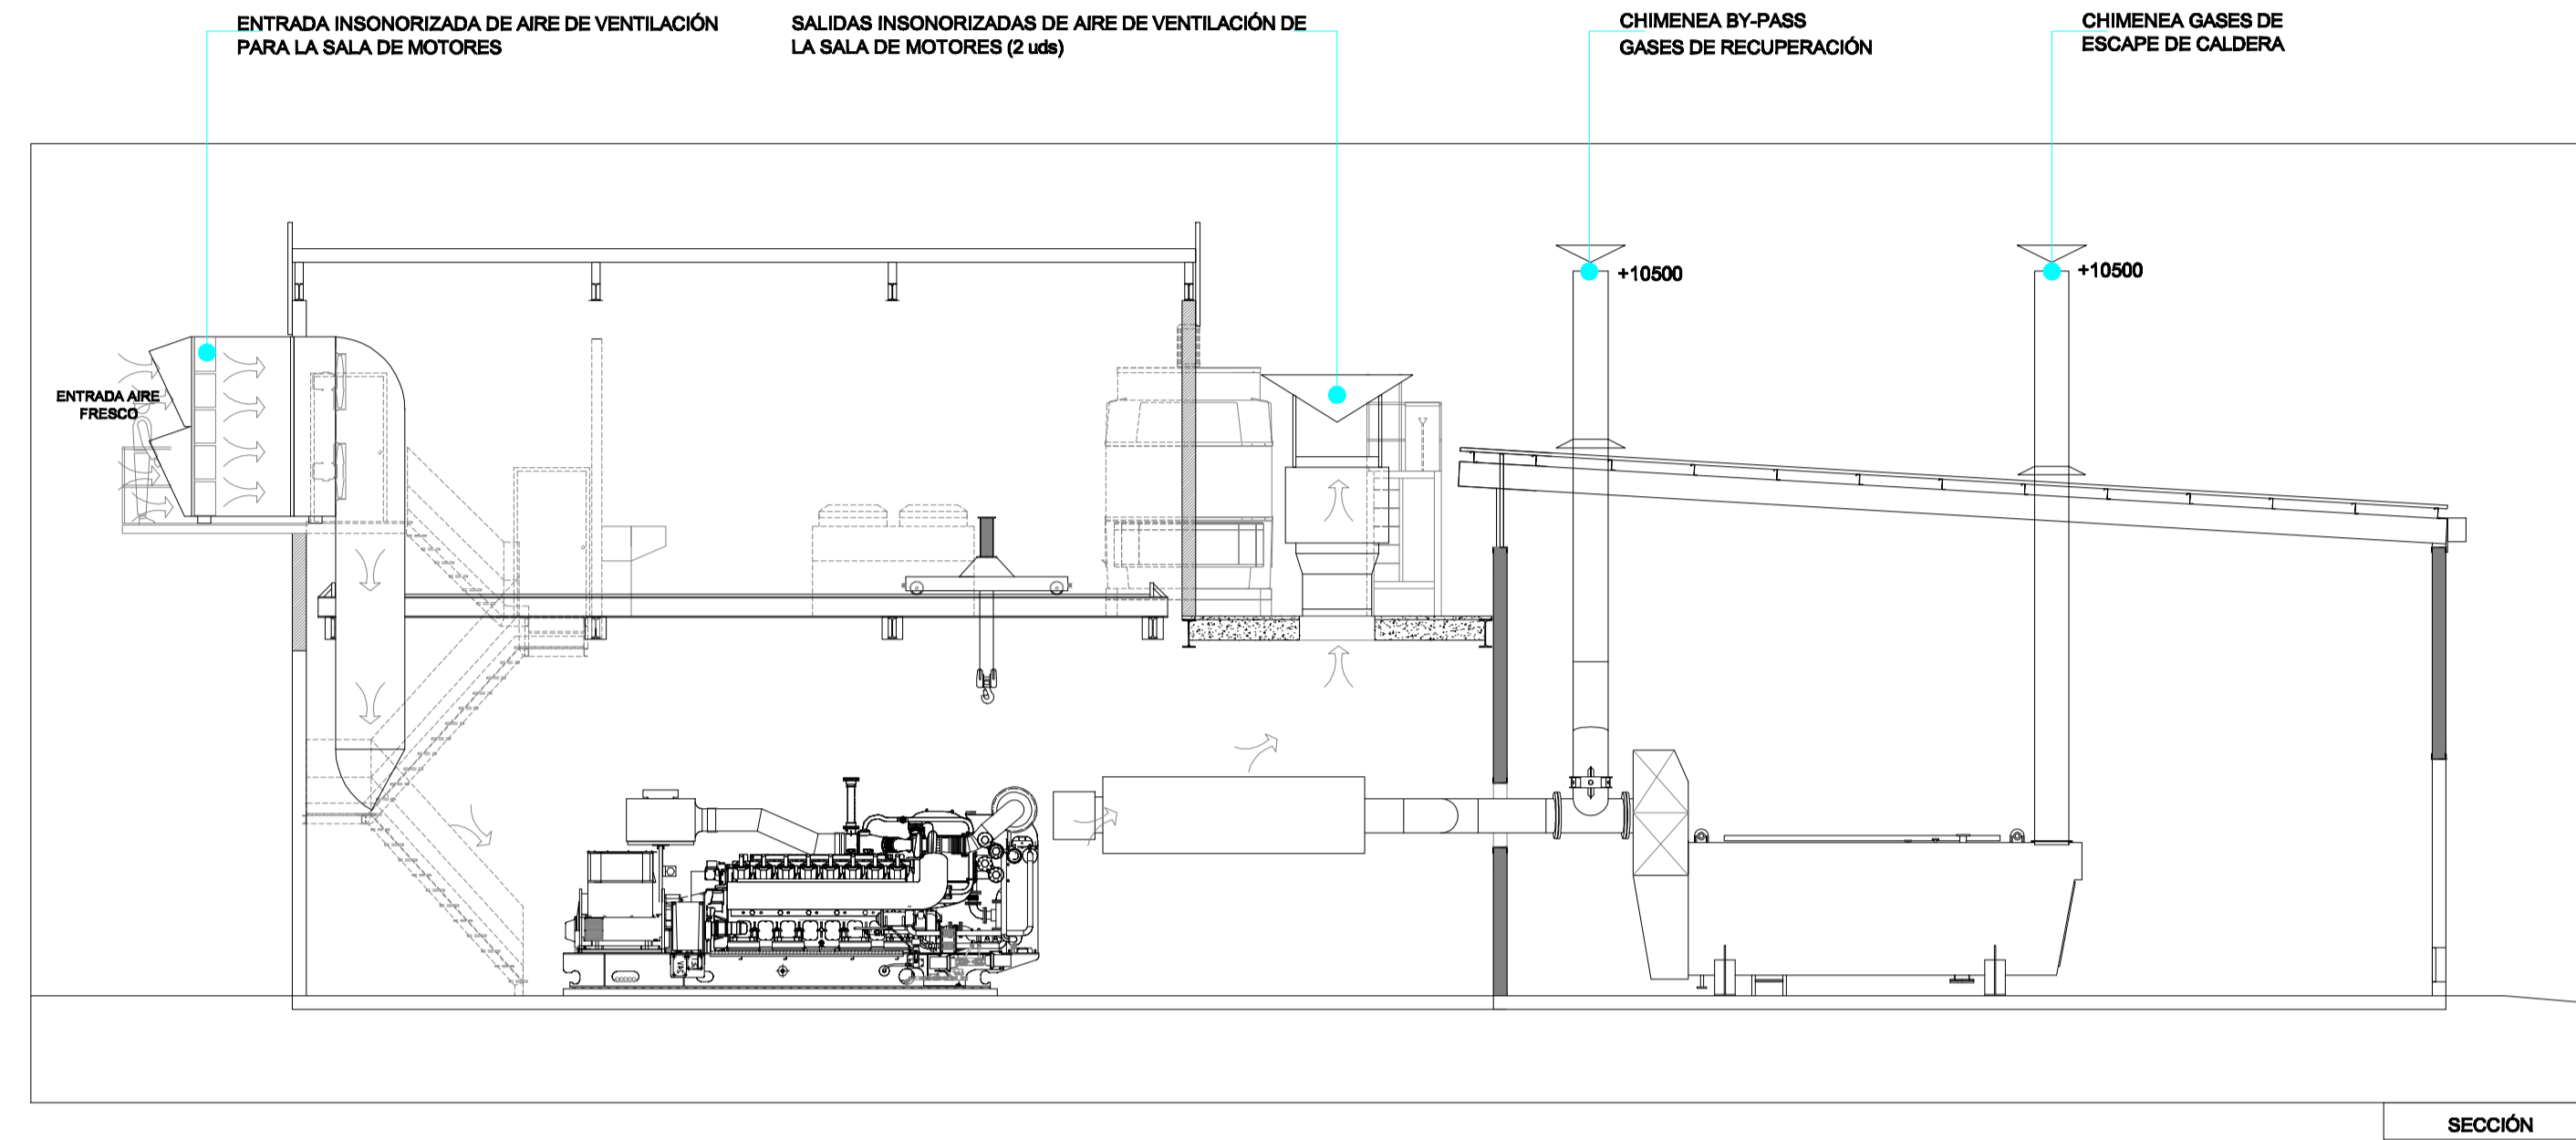 ENTRADA INSONORIZADA DE AIRE DE VENTILACIÓN
PARA LA SALA DE MOTORES
SALIDAS INSONORIZADAS DE AIRE DE VENTILACIÓN DE
LA SALA DE MOTORES (2 uds)
CHIMENEA BY-PASS
GASES DE RECUPERACIÓN
CHIMENEA GASES DE
ESCAPE DE CALDERA
+10500
+10500
ENTRADA AIRE
FRESCO
SECCIÓN